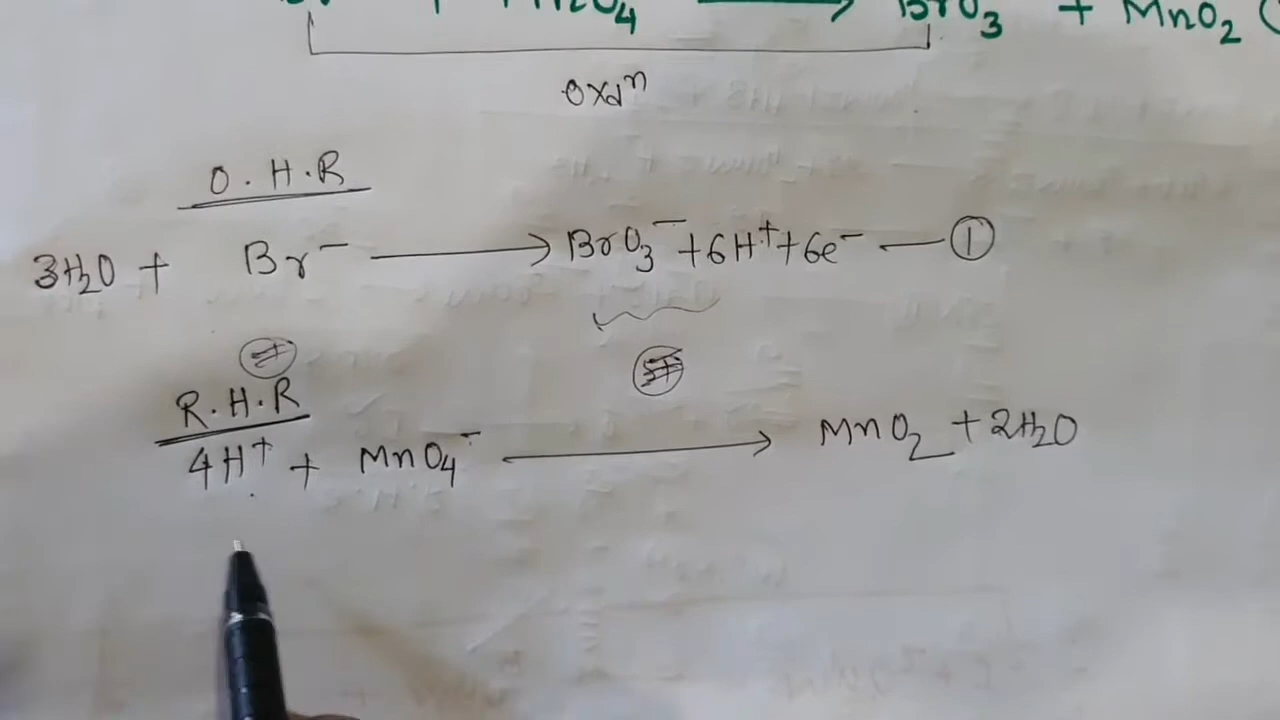 + BrO₃ + MnO₂ (
Oxdⁿ
O.H.R
3H₂O + Br⁻ ⟶ BrO₃⁻ + 6H⁺ + 6e⁻ — ①
R.H.R
4H⁺ + MnO₄⁻ ⟶ MnO₂ + 2H₂O